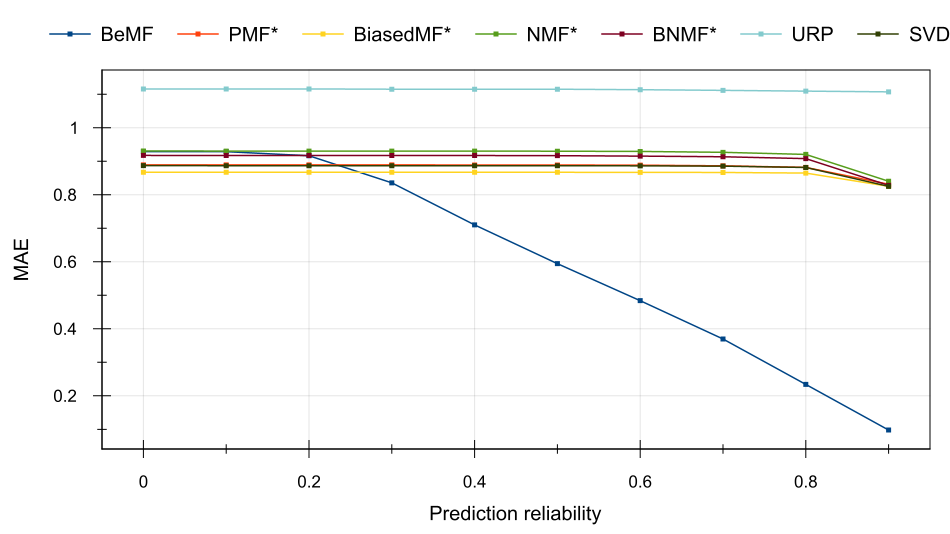 BeMF PMF* BiasedMF* NMF* BNMF* URP SVD
1
0.8
0.6
0.4
0.2
MAE
0 0.2 0.4 0.6 0.8
Prediction reliability